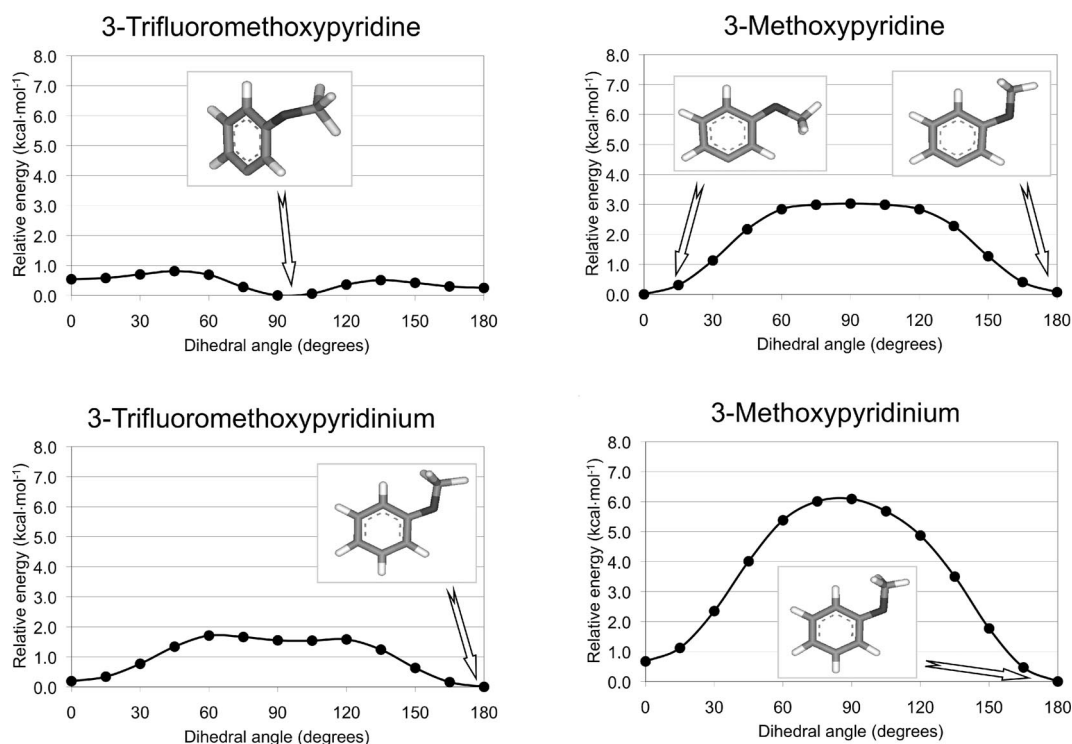 3-Trifluoromethoxypyridine
Relative energy (kcal·mol⁻¹)
8.0
7.0
6.0
5.0
4.0
3.0
2.0
1.0
0.0
0 30 60 90 120 150 180
Dihedral angle (degrees)
3-Methoxypyridine
Relative energy (kcal·mol⁻¹)
8.0
7.0
6.0
5.0
4.0
3.0
2.0
1.0
0.0
0 30 60 90 120 150 180
Dihedral angle (degrees)
3-Trifluoromethoxypyridinium
Relative energy (kcal·mol⁻¹)
8.0
7.0
6.0
5.0
4.0
3.0
2.0
1.0
0.0
0 30 60 90 120 150 180
Dihedral angle (degrees)
3-Methoxypyridinium
Relative energy (kcal·mol⁻¹)
8.0
7.0
6.0
5.0
4.0
3.0
2.0
1.0
0.0
0 30 60 90 120 150 180
Dihedral angle (degrees)